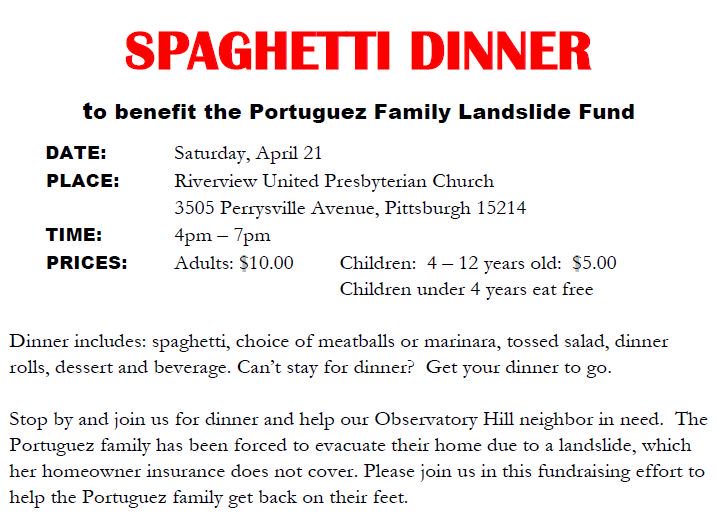 SPAGHETTI DINNER
to benefit the Portuguez Family Landslide Fund
DATE: Saturday, April 21
PLACE: Riverview United Presbyterian Church
3505 Perrysville Avenue, Pittsburgh 15214
TIME: 4pm – 7pm
PRICES: Adults: $10.00 Children: 4 – 12 years old: $5.00
Children under 4 years eat free
Dinner includes: spaghetti, choice of meatballs or marinara, tossed salad, dinner
rolls, dessert and beverage. Can't stay for dinner? Get your dinner to go.
Stop by and join us for dinner and help our Observatory Hill neighbor in need. The
Portuguez family has been forced to evacuate their home due to a landslide, which
her homeowner insurance does not cover. Please join us in this fundraising effort to
help the Portuguez family get back on their feet.